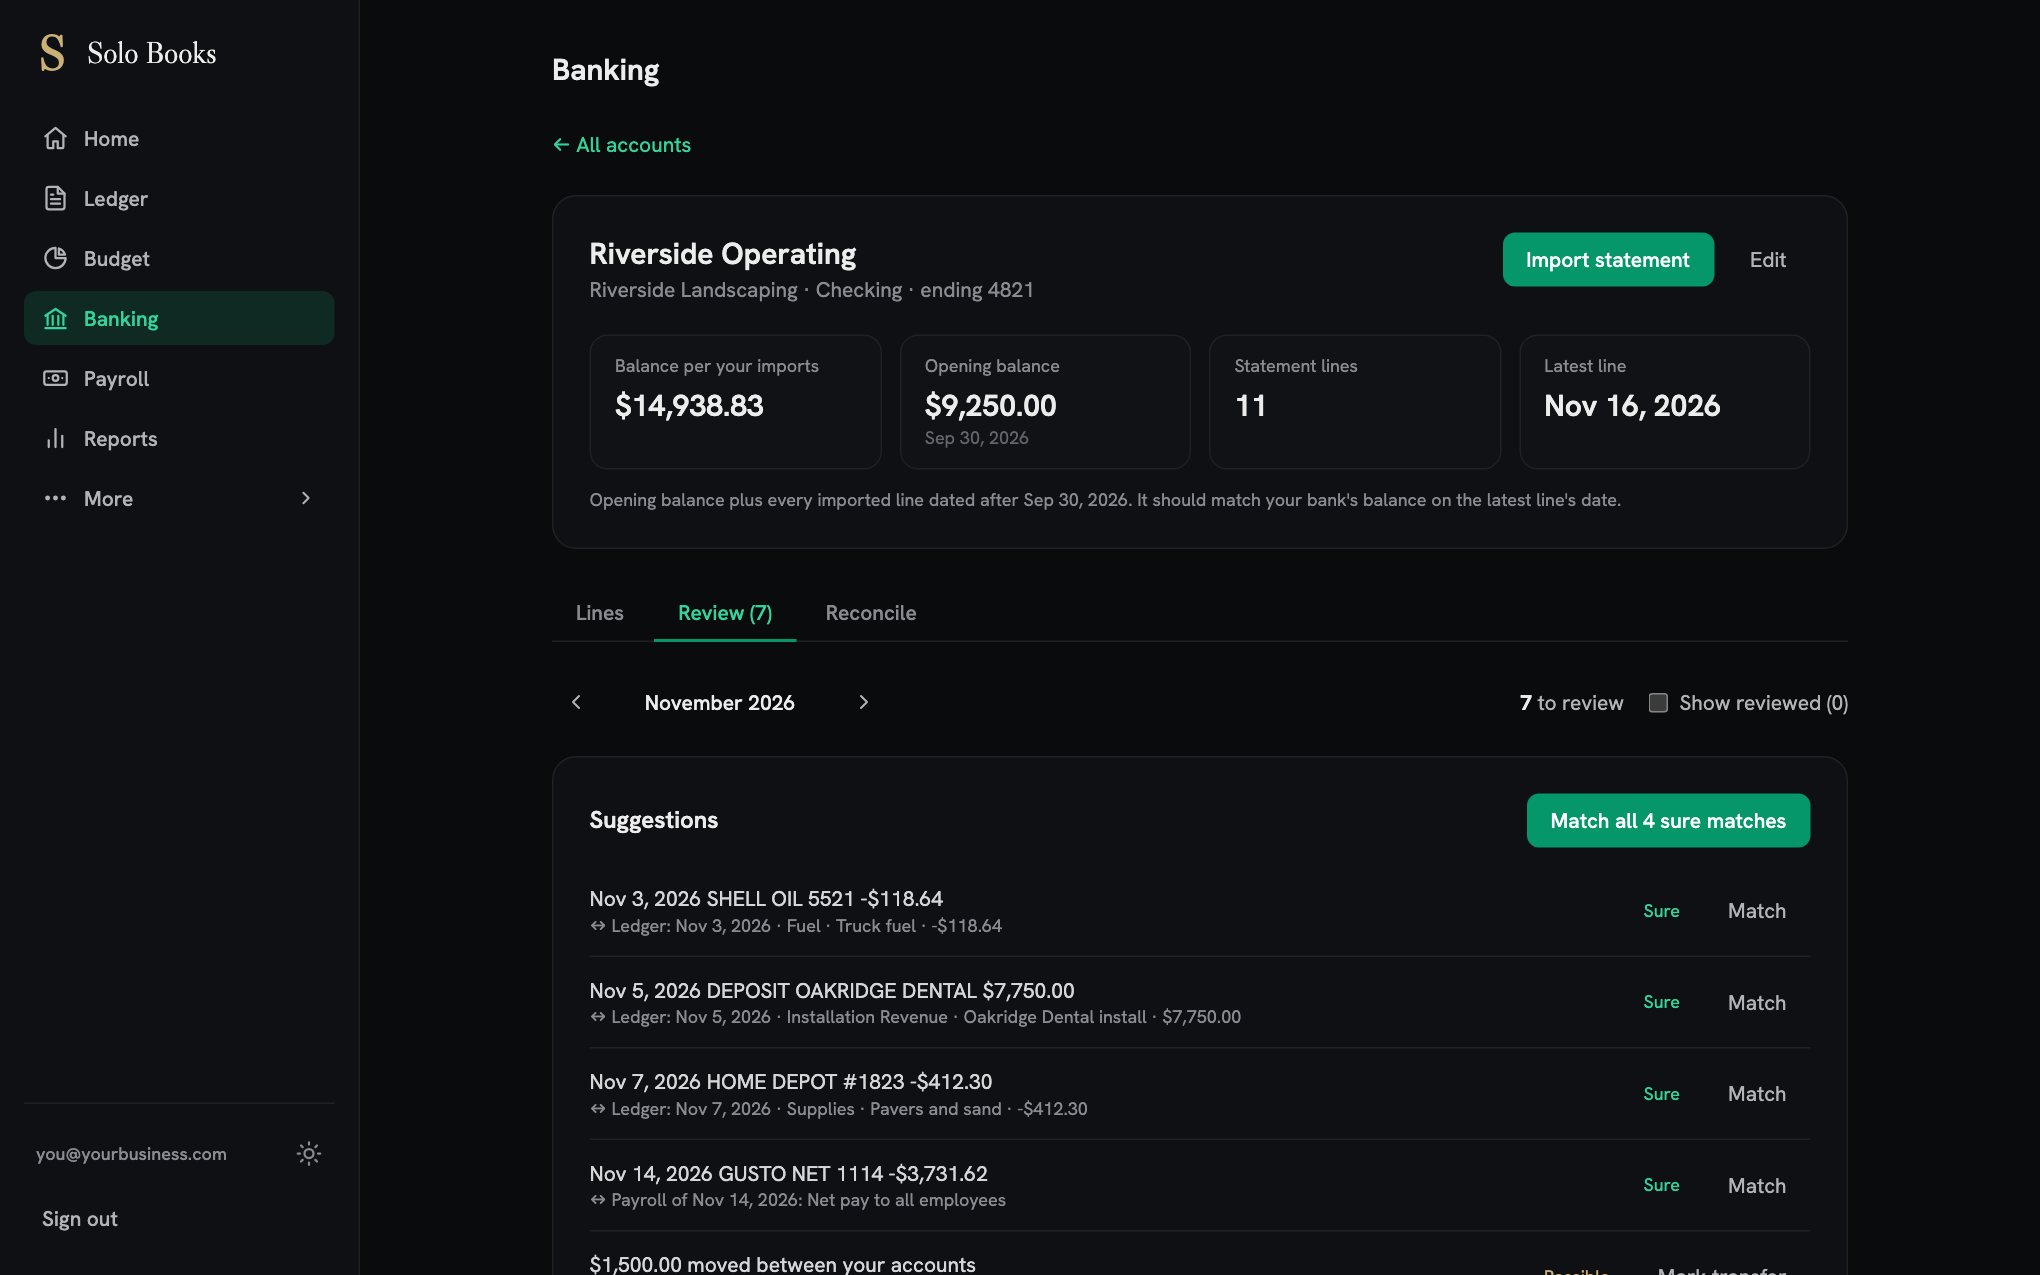 S Solo Books
Home
Ledger
Budget
Banking
Payroll
Reports
More
you@yourbusiness.com
Sign out
Banking
← All accounts
Riverside Operating
Riverside Landscaping · Checking · ending 4821
Import statement
Edit
Balance per your imports
$14,938.83
Opening balance
$9,250.00
Sep 30, 2026
Statement lines
11
Latest line
Nov 16, 2026
Opening balance plus every imported line dated after Sep 30, 2026. It should match your bank's balance on the latest line's date.
Lines
Review (7)
Reconcile
November 2026
7 to review
Show reviewed (0)
Suggestions
Match all 4 sure matches
Nov 3, 2026 SHELL OIL 5521 -$118.64
↔ Ledger: Nov 3, 2026 · Fuel · Truck fuel · -$118.64
Sure
Match
Nov 5, 2026 DEPOSIT OAKRIDGE DENTAL $7,750.00
↔ Ledger: Nov 5, 2026 · Installation Revenue · Oakridge Dental install · $7,750.00
Sure
Match
Nov 7, 2026 HOME DEPOT #1823 -$412.30
↔ Ledger: Nov 7, 2026 · Supplies · Pavers and sand · -$412.30
Sure
Match
Nov 14, 2026 GUSTO NET 1114 -$3,731.62
↔ Payroll of Nov 14, 2026: Net pay to all employees
Sure
Match
$1,500.00 moved between your accounts
Possible
Mark transfer